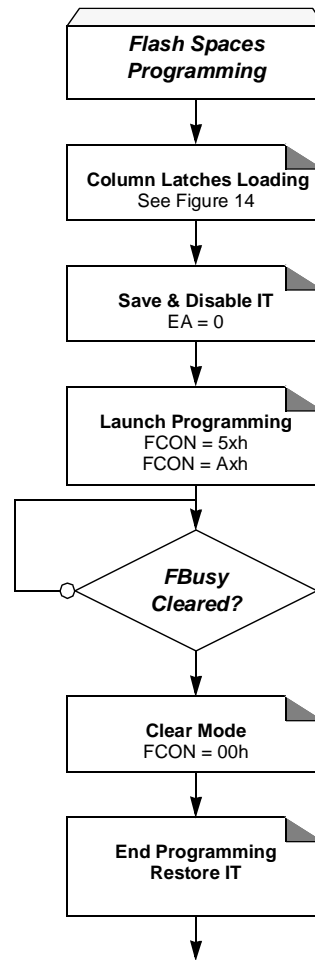 Flash Spaces
Programming
Column Latches Loading
See Figure 14
Save & Disable IT
EA = 0
Launch Programming
FCON = 5xh
FCON = Axh
FBusy
Cleared?
Clear Mode
FCON = 00h
End Programming
Restore IT